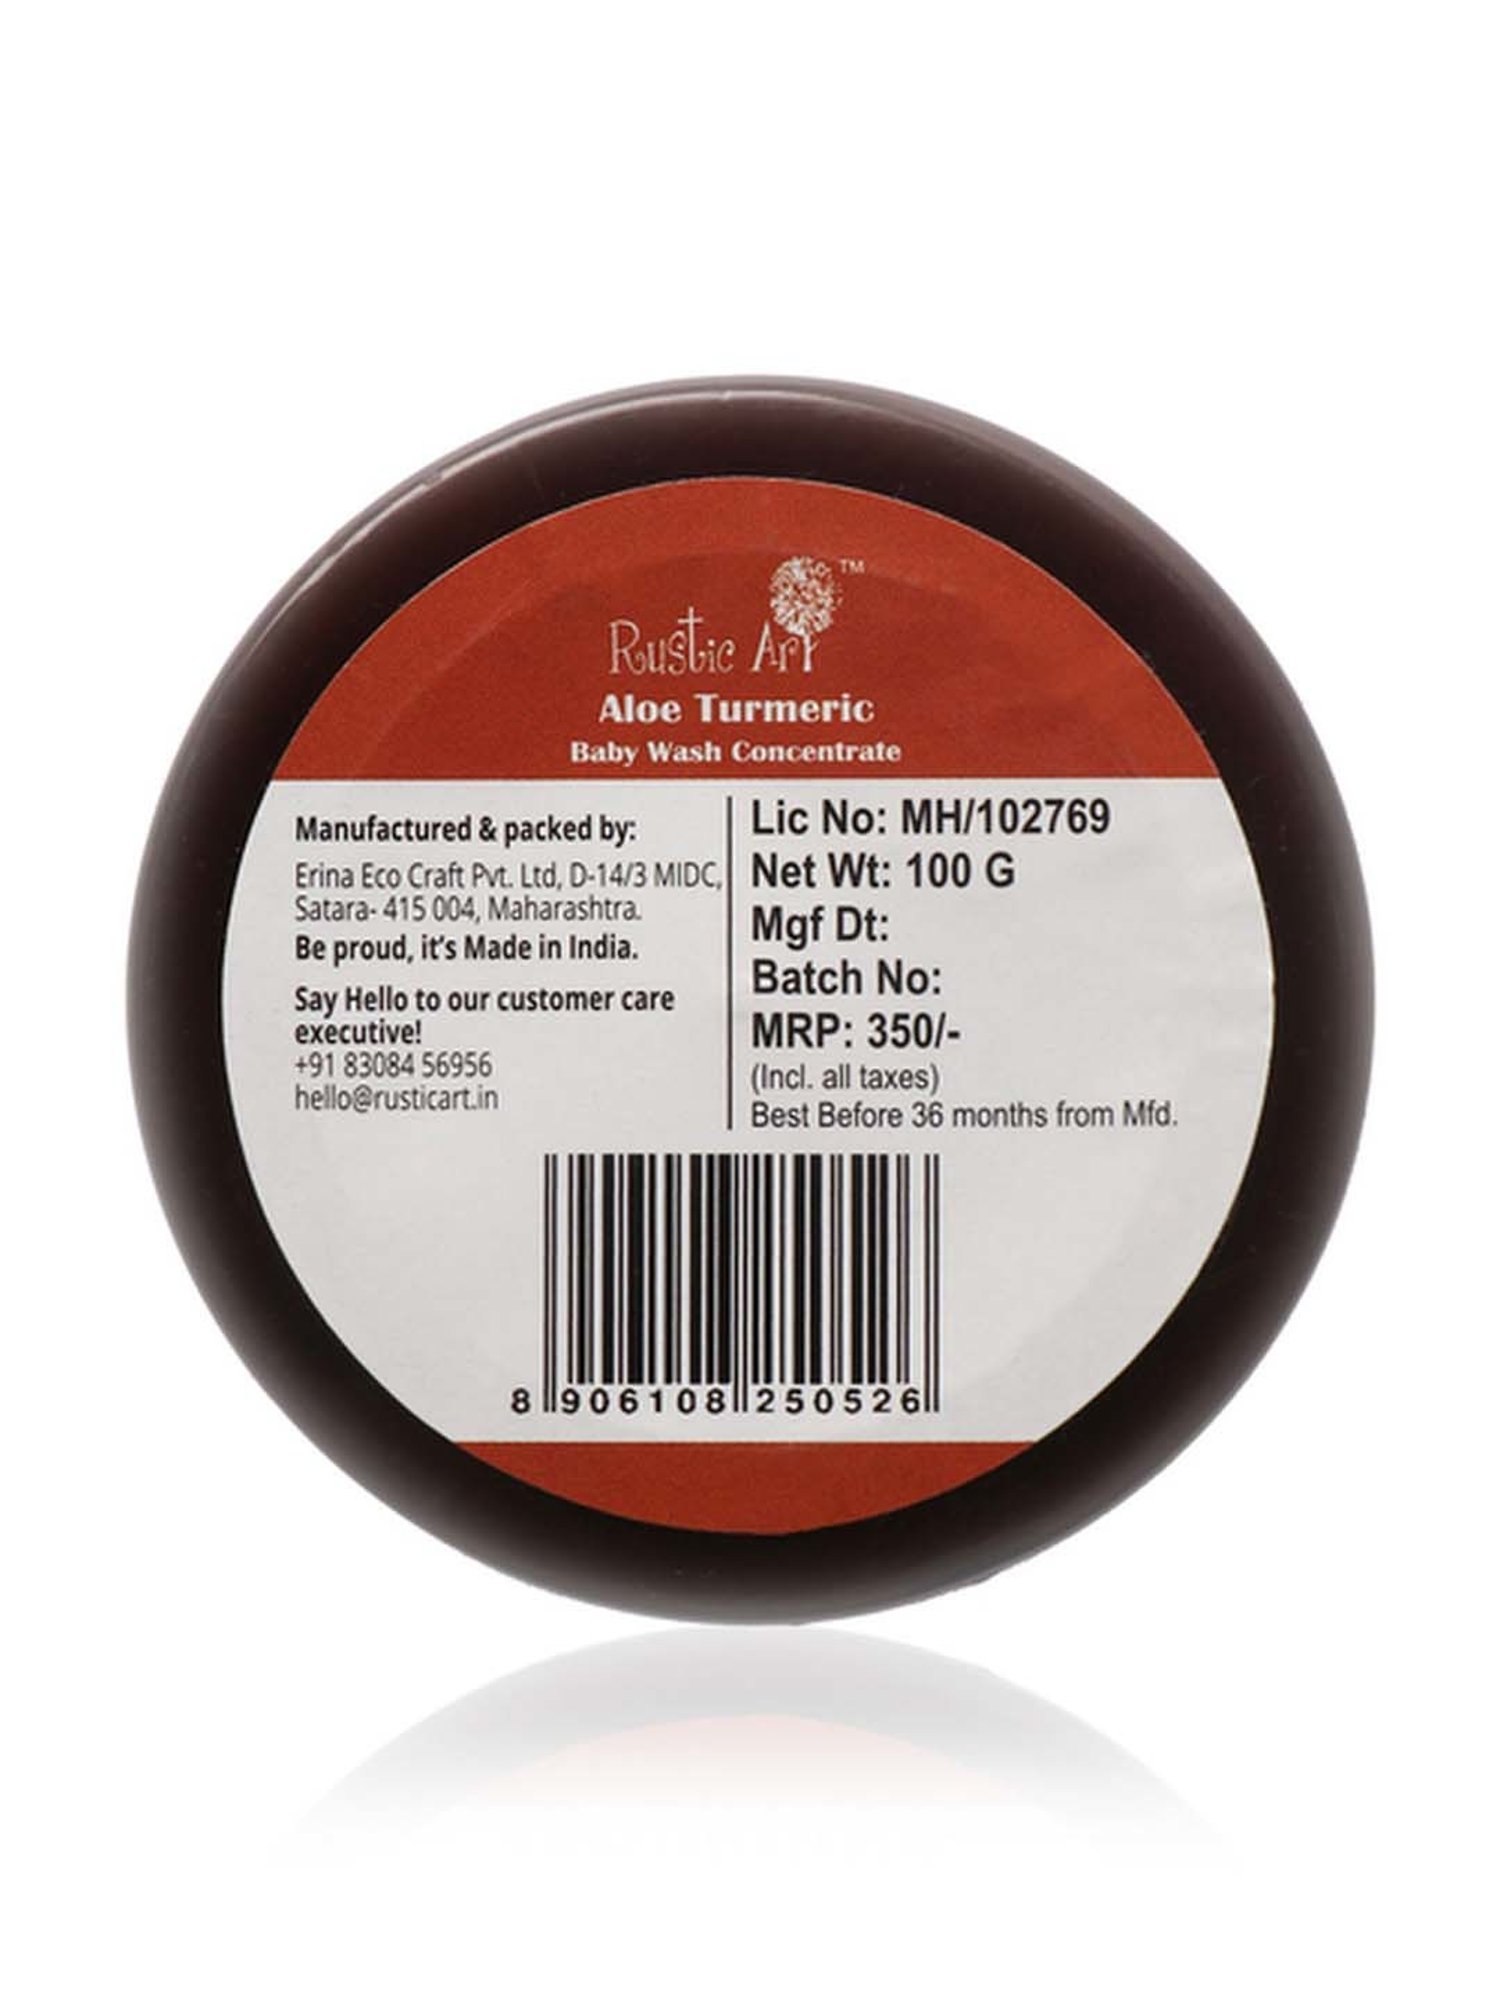 Rustic Art ™
Aloe Turmeric
Baby Wash Concentrate
Manufactured & packed by:
Erina Eco Craft Pvt. Ltd, D-14/3 MIDC,
Satara- 415 004, Maharashtra.
Be proud, it's Made in India.
Say Hello to our customer care
executive!
+91 83084 56956
hello@rusticart.in
Lic No: MH/102769
Net Wt: 100 G
Mgf Dt:
Batch No:
MRP: 350/-
(Incl. all taxes)
Best Before 36 months from Mfd.
8 906108 250526